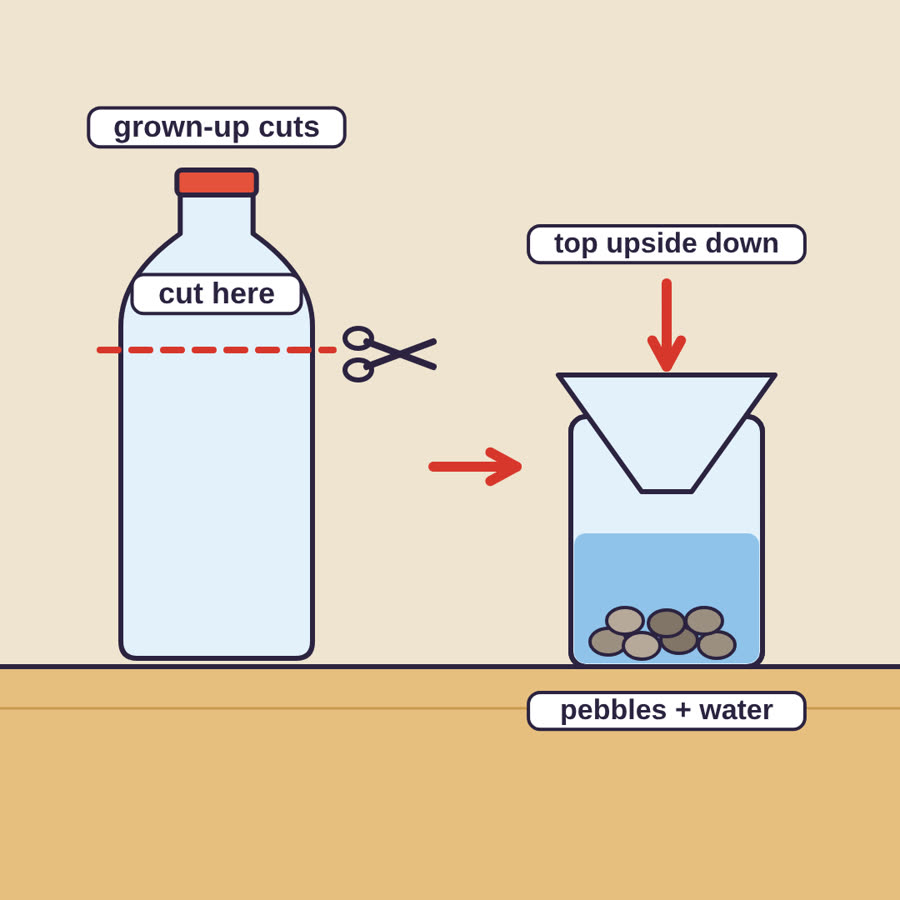 grown-up cuts
cut here
top upside down
pebbles + water